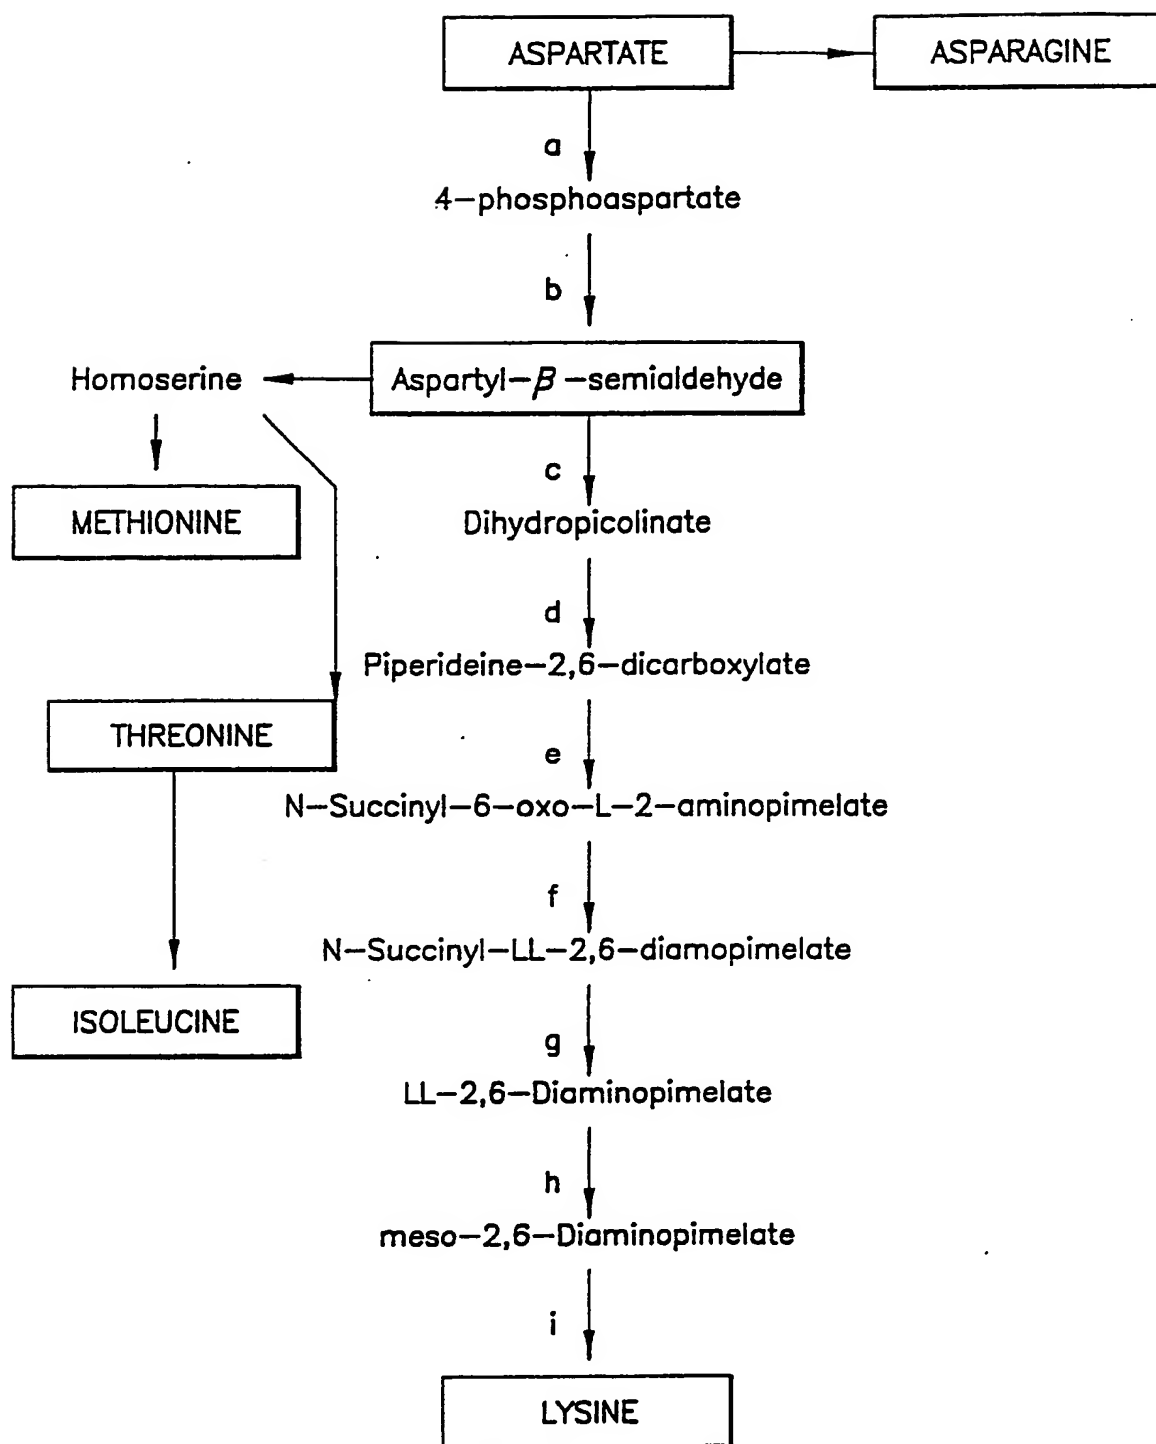 ASPARTATE
ASPARAGINE
a
4-phosphoaspartate
b
Homoserine
Aspartyl-β-semialdehyde
c
METHIONINE
Dihydropicolinate
d
Piperideine-2,6-dicarboxylate
THREONINE
e
N-Succinyl-6-oxo-L-2-aminopimelate
f
N-Succinyl-LL-2,6-diamopimelate
ISOLEUCINE
g
LL-2,6-Diaminopimelate
h
meso-2,6-Diaminopimelate
i
LYSINE